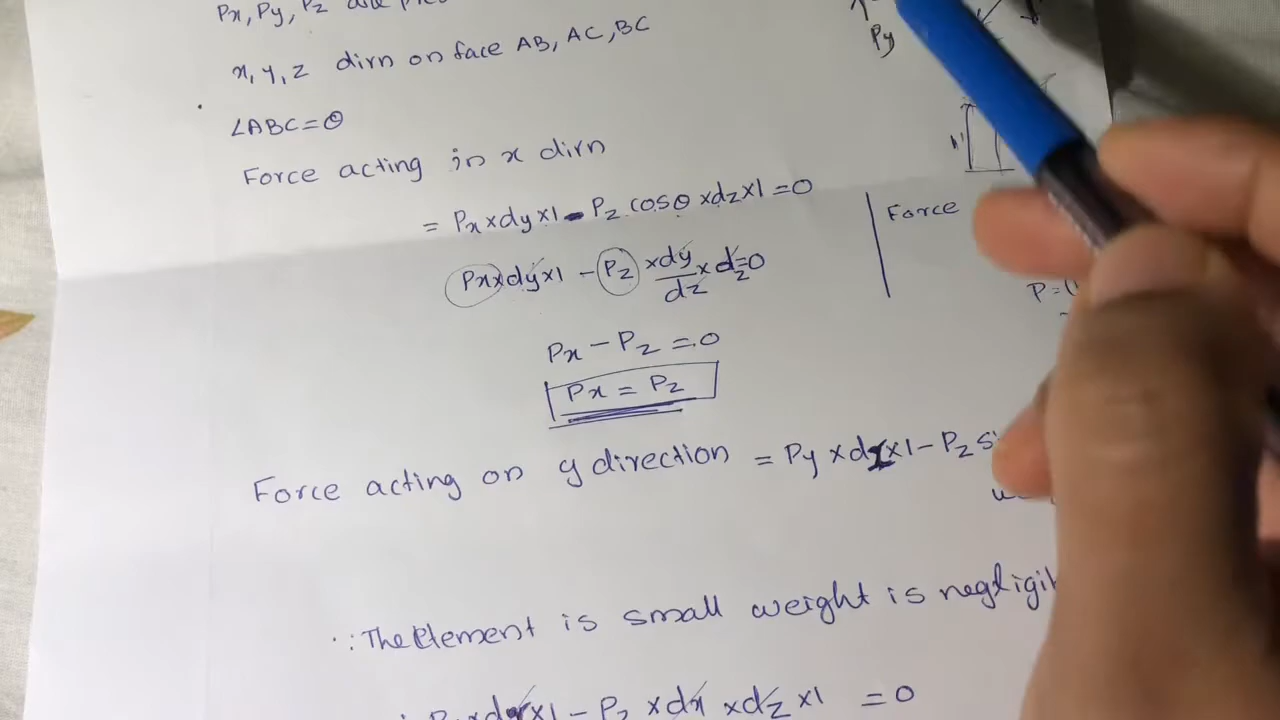 Px, Py, Pz are
Py
x, y, z dirn on face AB, AC, BC
∠ABC=θ
Force acting in x dirn
= Px×dy×1 - Pz cosθ ×dz×1 =0
Force
Px×dy×1 - Pz ×dy/dz × dz=0
Px - Pz =0
Px = Pz
Force acting on y direction = Py ×dx×1 - Pz
∵ The Element is small weight is
- Pz ×dx ×dz ×1 =0